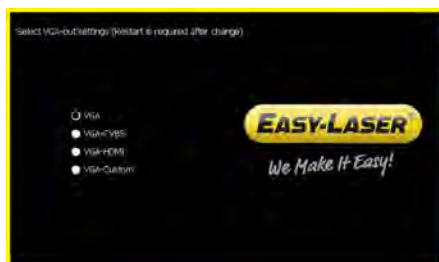 Select VGA-out settings (Restart is required after change)
VGA
VGA-TVBS
VGA-HDMI
VGA-Custom
EASY-LASER®
We Make It Easy!